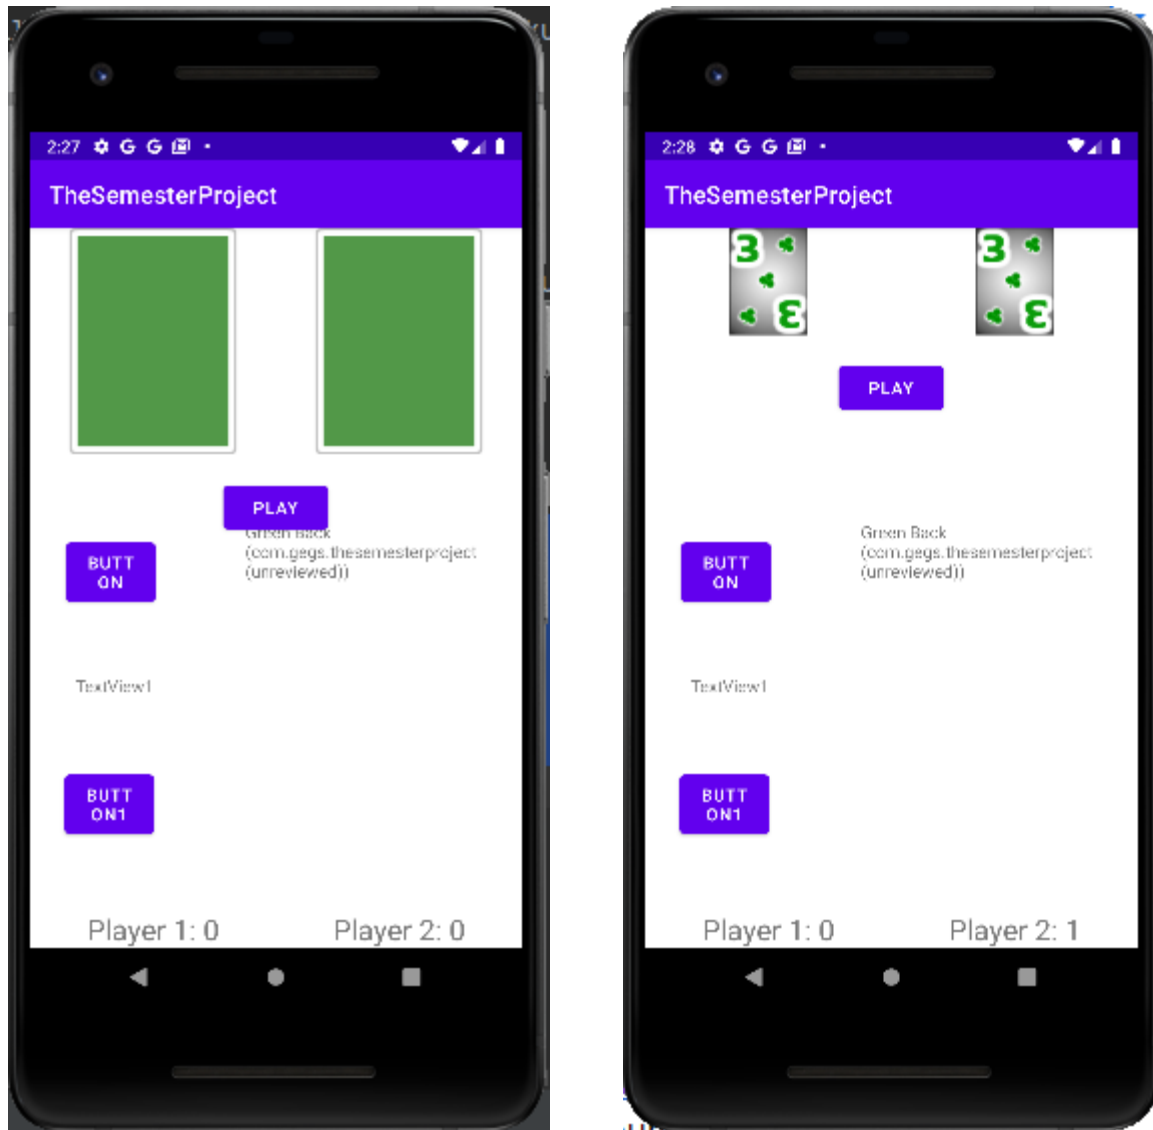 2:27 G G
TheSemesterProject
PLAY
Green Back
(com.gegs.thesemesterproject
(unreviewed))
BUTT
ON
TextView1
BUTT
ON1
Player 1: 0
Player 2: 0
2:28 G G
TheSemesterProject
3
3
3
3
PLAY
Green Back
(com.gegs.thesemesterproject
(unreviewed))
BUTT
ON
TextView1
BUTT
ON1
Player 1: 0
Player 2: 1